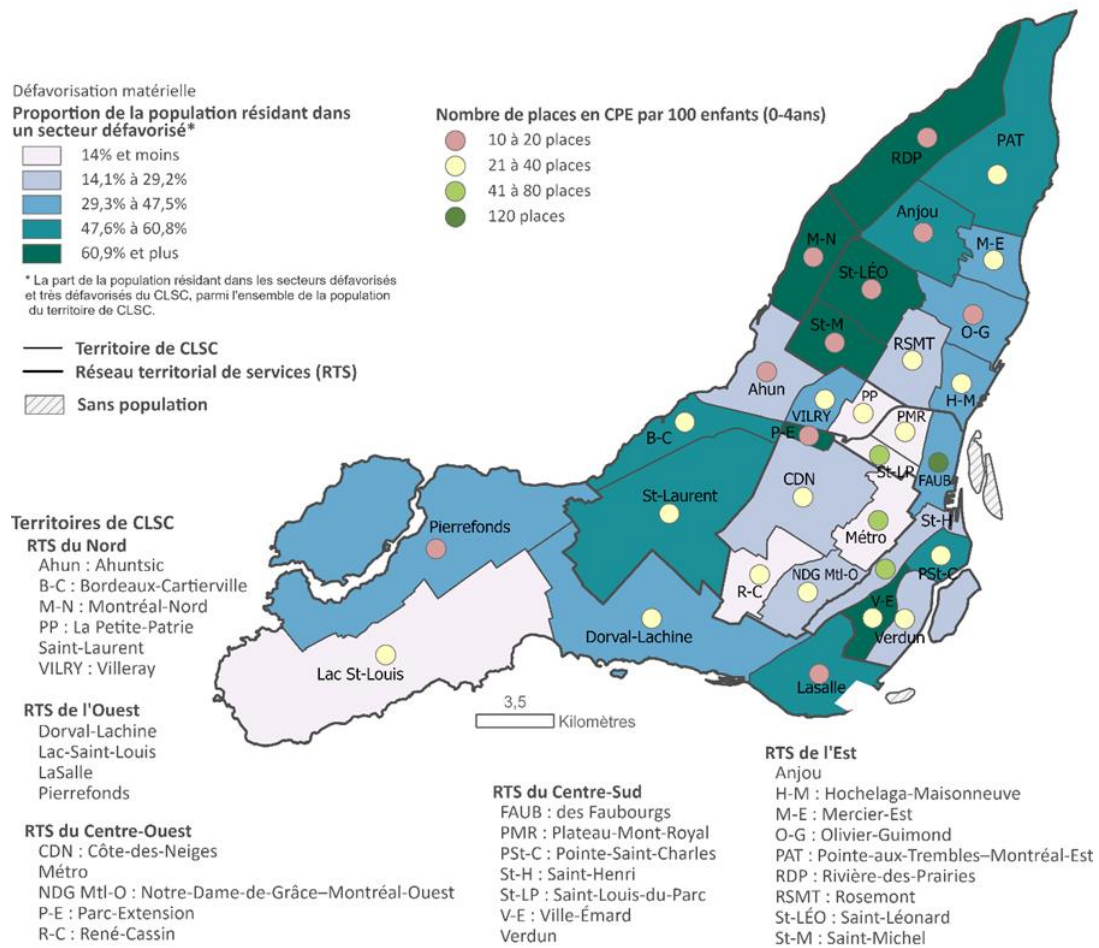 Défavorisation matérielle
Proportion de la population résidant dans
un secteur défavorisé*
14% et moins
14,1% à 29,2%
29,3% à 47,5%
47,6% à 60,8%
60,9% et plus
* La part de la population résidant dans les secteurs défavorisés
et très défavorisés du CLSC, parmi l'ensemble de la population
du territoire de CLSC.
Territoire de CLSC
Réseau territorial de services (RTS)
Sans population
Nombre de places en CPE par 100 enfants (0-4ans)
10 à 20 places
21 à 40 places
41 à 80 places
120 places
PAT
RDP
Anjou
M-N
M-E
St-LÉO
O-G
St-M
RSMT
Ahun
H-M
VILRY
PP
PMR
B-C
P-E
St-LP
FAUB
CDN
St-Laurent
Métro
St-H
Pierrefonds
R-C
NDG Mtl-O
PSt-C
V-E
Verdun
Dorval-Lachine
Lac St-Louis
Lasalle
3,5
Kilomètres
Territoires de CLSC
RTS du Nord
Ahun : Ahuntsic
B-C : Bordeaux-Cartierville
M-N : Montréal-Nord
PP : La Petite-Patrie
Saint-Laurent
VILRY : Villeray
RTS de l'Ouest
Dorval-Lachine
Lac-Saint-Louis
LaSalle
Pierrefonds
RTS du Centre-Ouest
CDN : Côte-des-Neiges
Métro
NDG Mtl-O : Notre-Dame-de-Grâce–Montréal-Ouest
P-E : Parc-Extension
R-C : René-Cassin
RTS du Centre-Sud
FAUB : des Faubourgs
PMR : Plateau-Mont-Royal
PSt-C : Pointe-Saint-Charles
St-H : Saint-Henri
St-LP : Saint-Louis-du-Parc
V-E : Ville-Émard
Verdun
RTS de l'Est
Anjou
H-M : Hochelaga-Maisonneuve
M-E : Mercier-Est
O-G : Olivier-Guimond
PAT : Pointe-aux-Trembles–Montréal-Est
RDP : Rivière-des-Prairies
RSMT : Rosemont
St-LÉO : Saint-Léonard
St-M : Saint-Michel